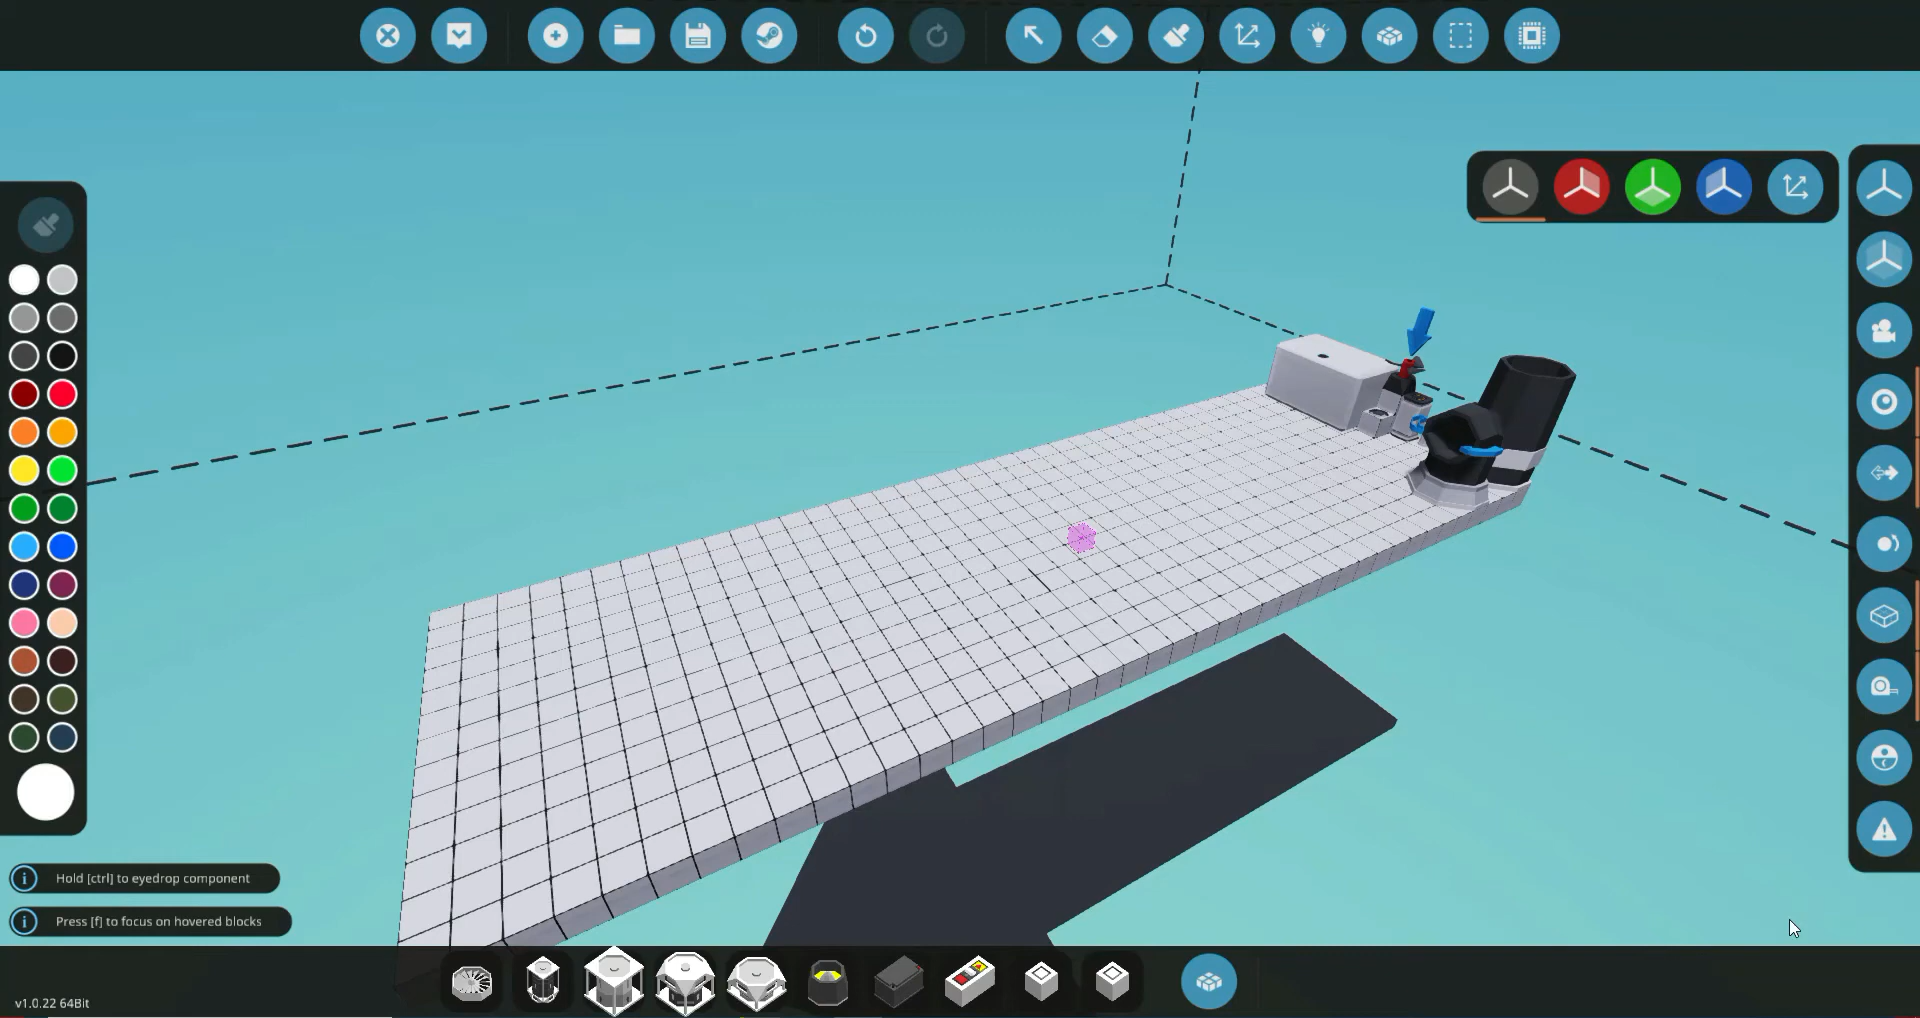 Hold [ctrl] to eyedrop component
Press [f] to focus on hovered blocks
v1.0.22 64Bit